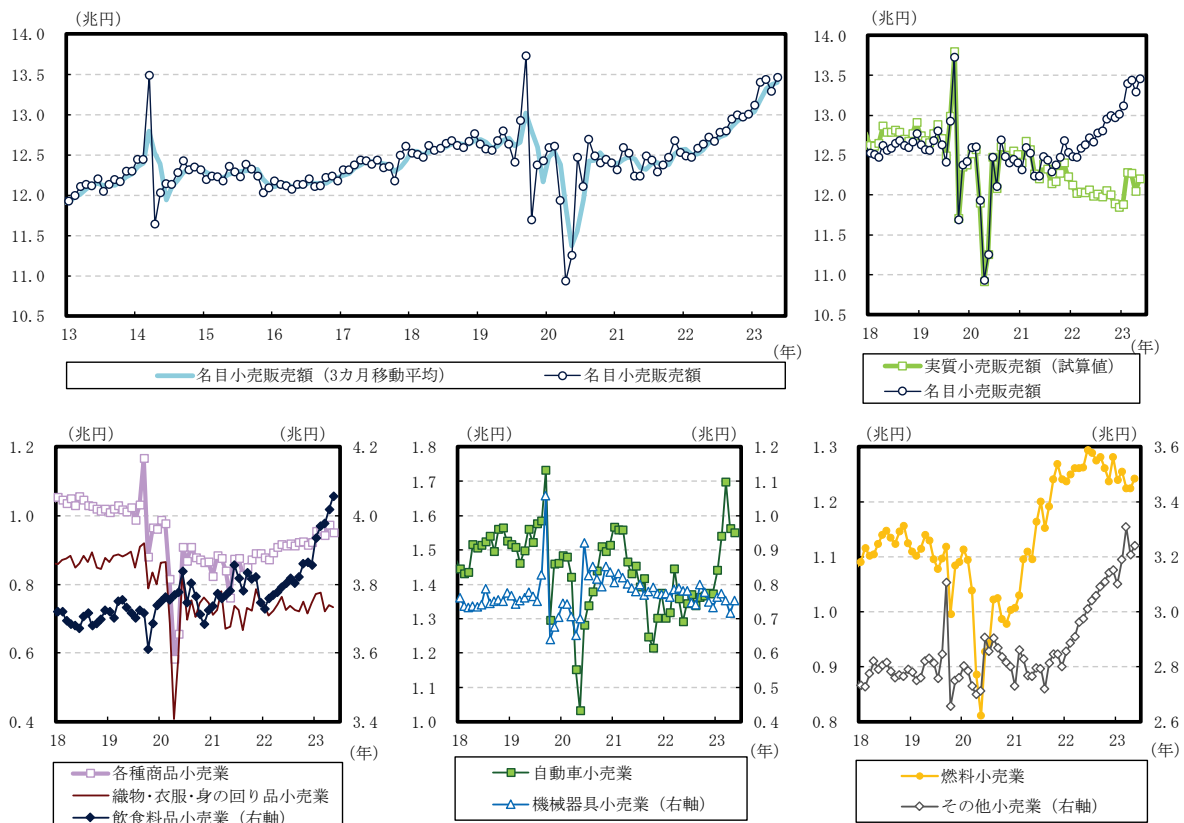 (兆円)
14.0
13.5
13.0
12.5
12.0
11.5
11.0
10.5
13 14 15 16 17 18 19 20 21 22 23
(年)
名目小売販売額(3カ月移動平均) 名目小売販売額
(兆円)
14.0
13.5
13.0
12.5
12.0
11.5
11.0
10.5
18 19 20 21 22 23
(年)
実質小売販売額(試算値)
名目小売販売額
(兆円) (兆円)
1.2 4.2
1.0 4.0
0.8 3.8
0.6 3.6
0.4 3.4
18 19 20 21 22 23
(年)
各種商品小売業
織物・衣服・身の回り品小売業
飲食料品小売業(右軸)
(兆円) (兆円)
1.8 1.2
1.7 1.1
1.6 1.0
1.5 0.9
1.4 0.8
1.3 0.7
1.2 0.6
1.1 0.5
1.0 0.4
18 19 20 21 22 23
(年)
自動車小売業
機械器具小売業(右軸)
(兆円) (兆円)
1.3 3.6
1.2 3.4
1.1 3.2
1.0 3.0
0.9 2.8
0.8 2.6
18 19 20 21 22 23
(年)
燃料小売業
その他小売業(右軸)